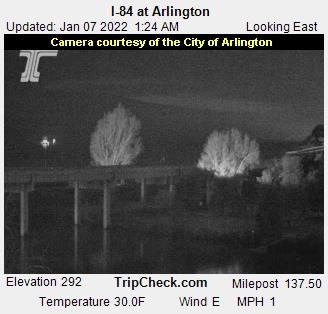 I-84 at Arlington
Updated: Jan 07 2022 1:24 AM Looking East
Camera courtesy of the City of Arlington
Elevation 292 TripCheck.com Milepost 137.50
Temperature 30.0F Wind E MPH 1